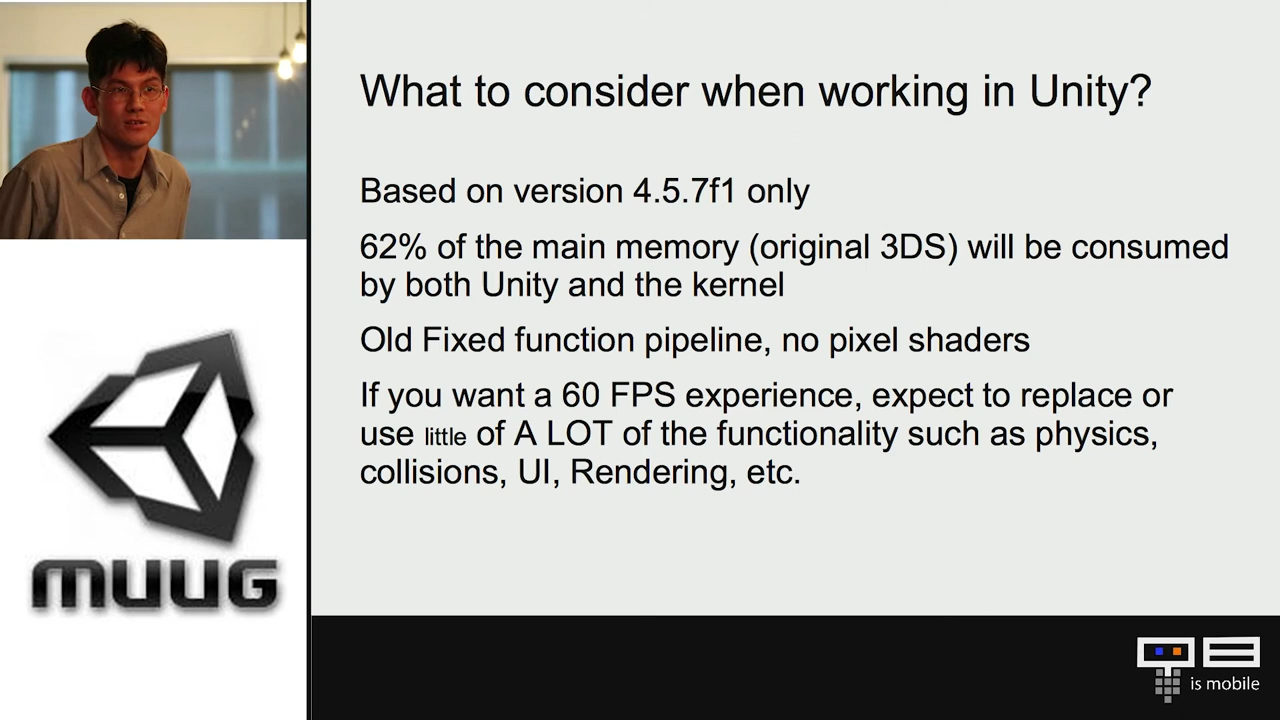 What to consider when working in Unity?
Based on version 4.5.7f1 only
62% of the main memory (original 3DS) will be consumed
by both Unity and the kernel
Old Fixed function pipeline, no pixel shaders
If you want a 60 FPS experience, expect to replace or
use little of A LOT of the functionality such as physics,
collisions, UI, Rendering, etc.
MUUG
is mobile